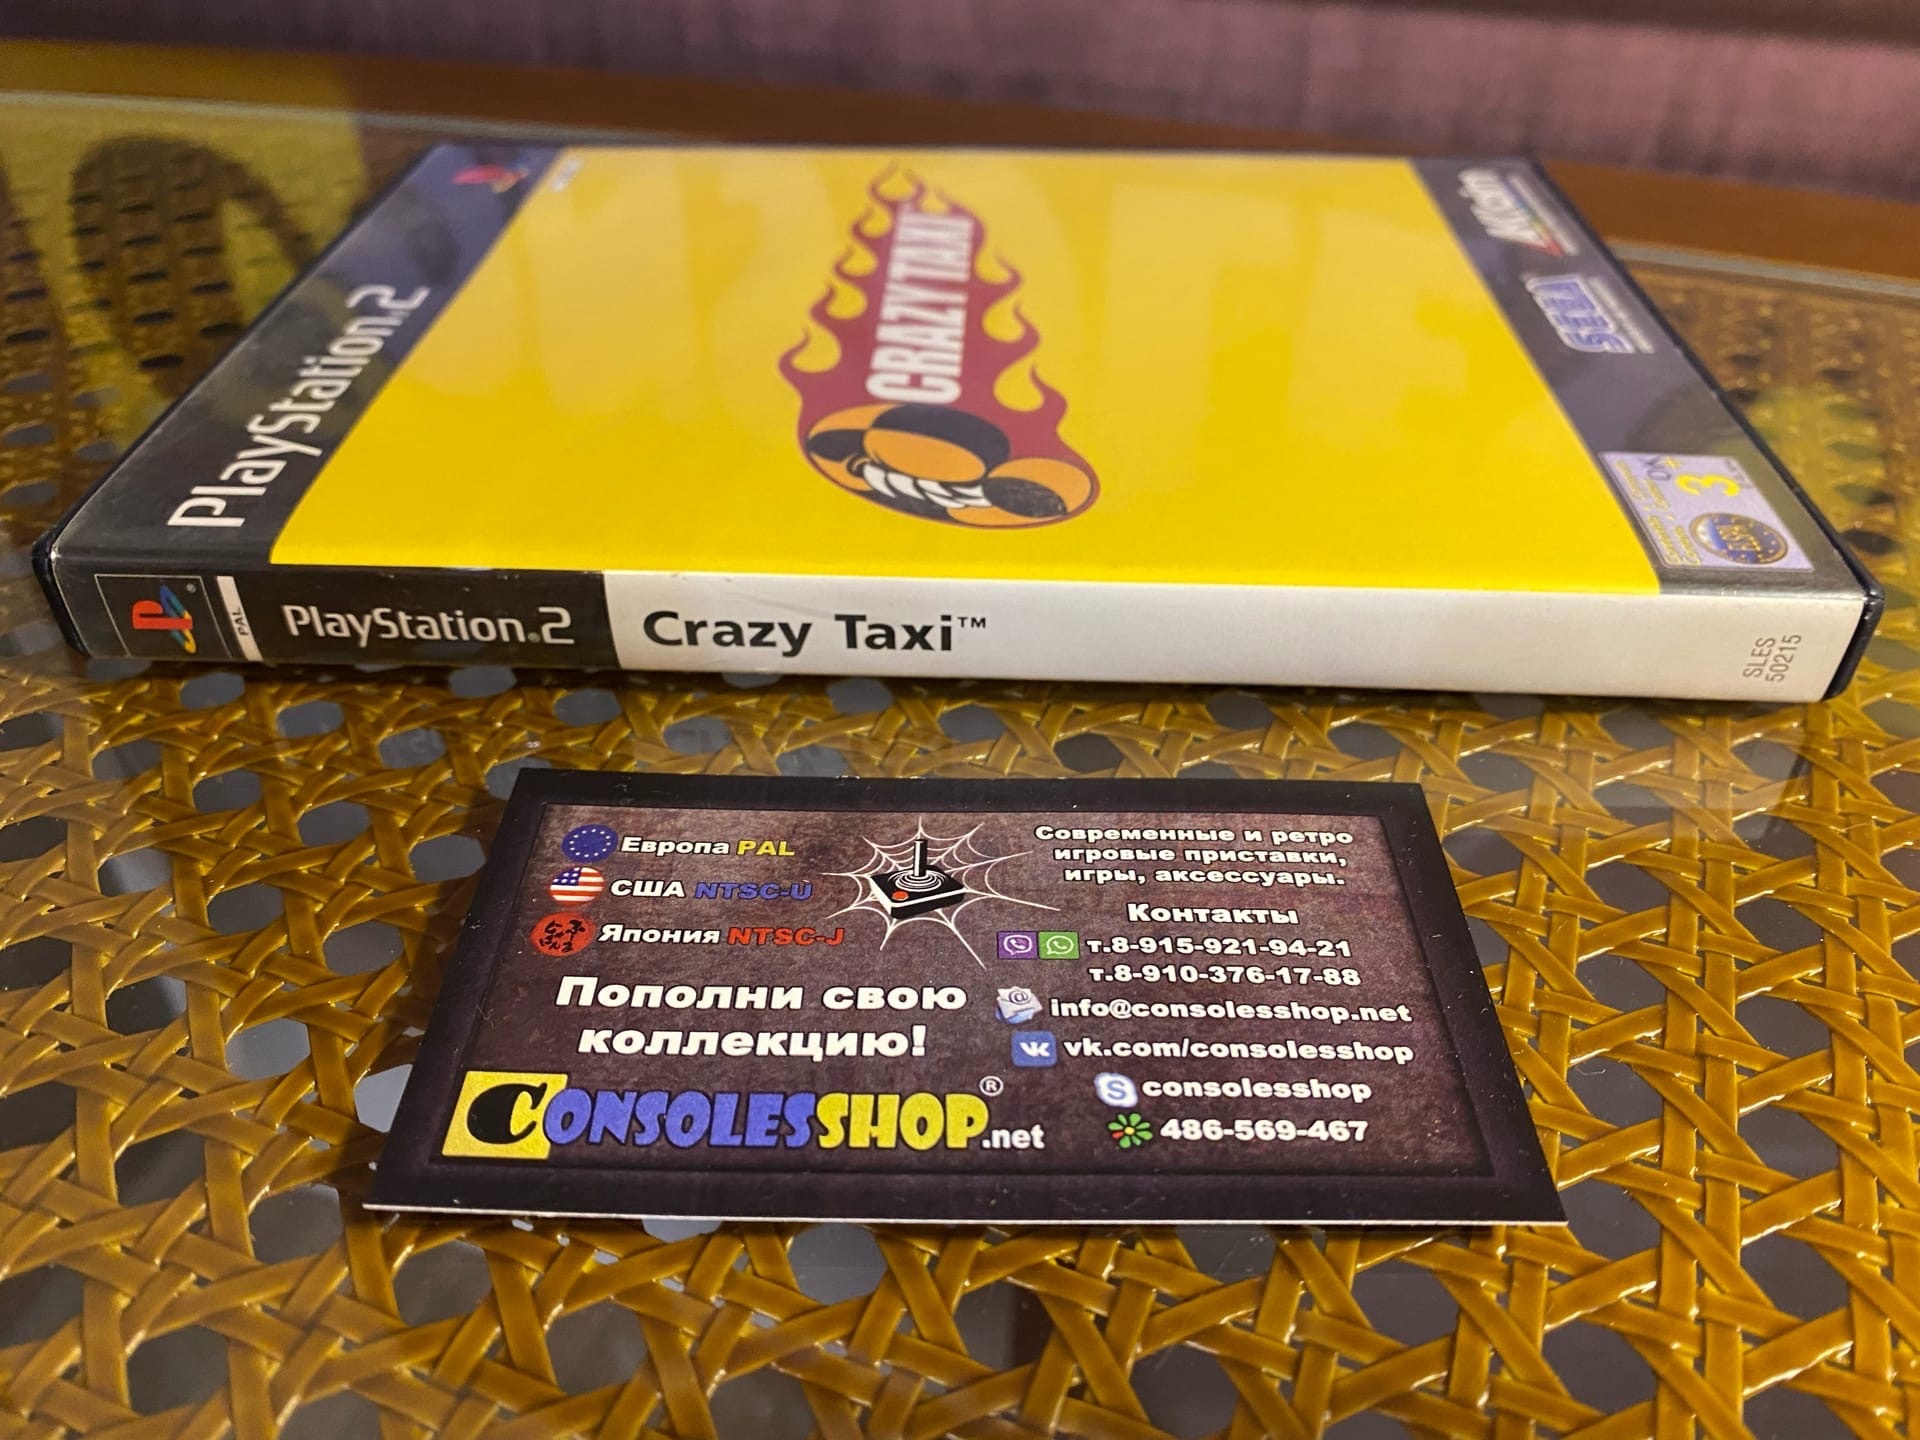 PlayStation®2
CRAZY TAXI
Acclaim
SEGA
3+
ELSPA
PAL
PlayStation®2
Crazy Taxi™
SLES
50215
Европа PAL
США NTSC-U
Япония NTSC-J
Пополни свою
коллекцию!
CONSOLESSHOP®.net
Современные и ретро
игровые приставки,
игры, аксессуары.
Контакты
т.8-915-921-94-21
т.8-910-376-17-88
info@consolesshop.net
vk.com/consolesshop
consolesshop
486-569-467